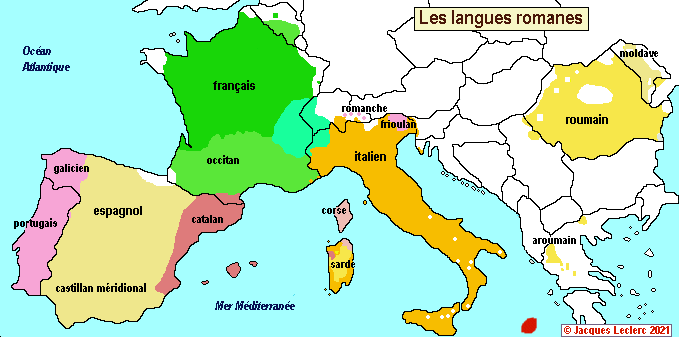 Les langues romanes
Océan
Atlantique
moldave
français
romanche
roumain
frioulan
occitan
italien
galicien
espagnol
corse
catalan
portugais
aroumain
sarde
castillan méridional
Mer Méditerranée
© Jacques Leclerc 2021